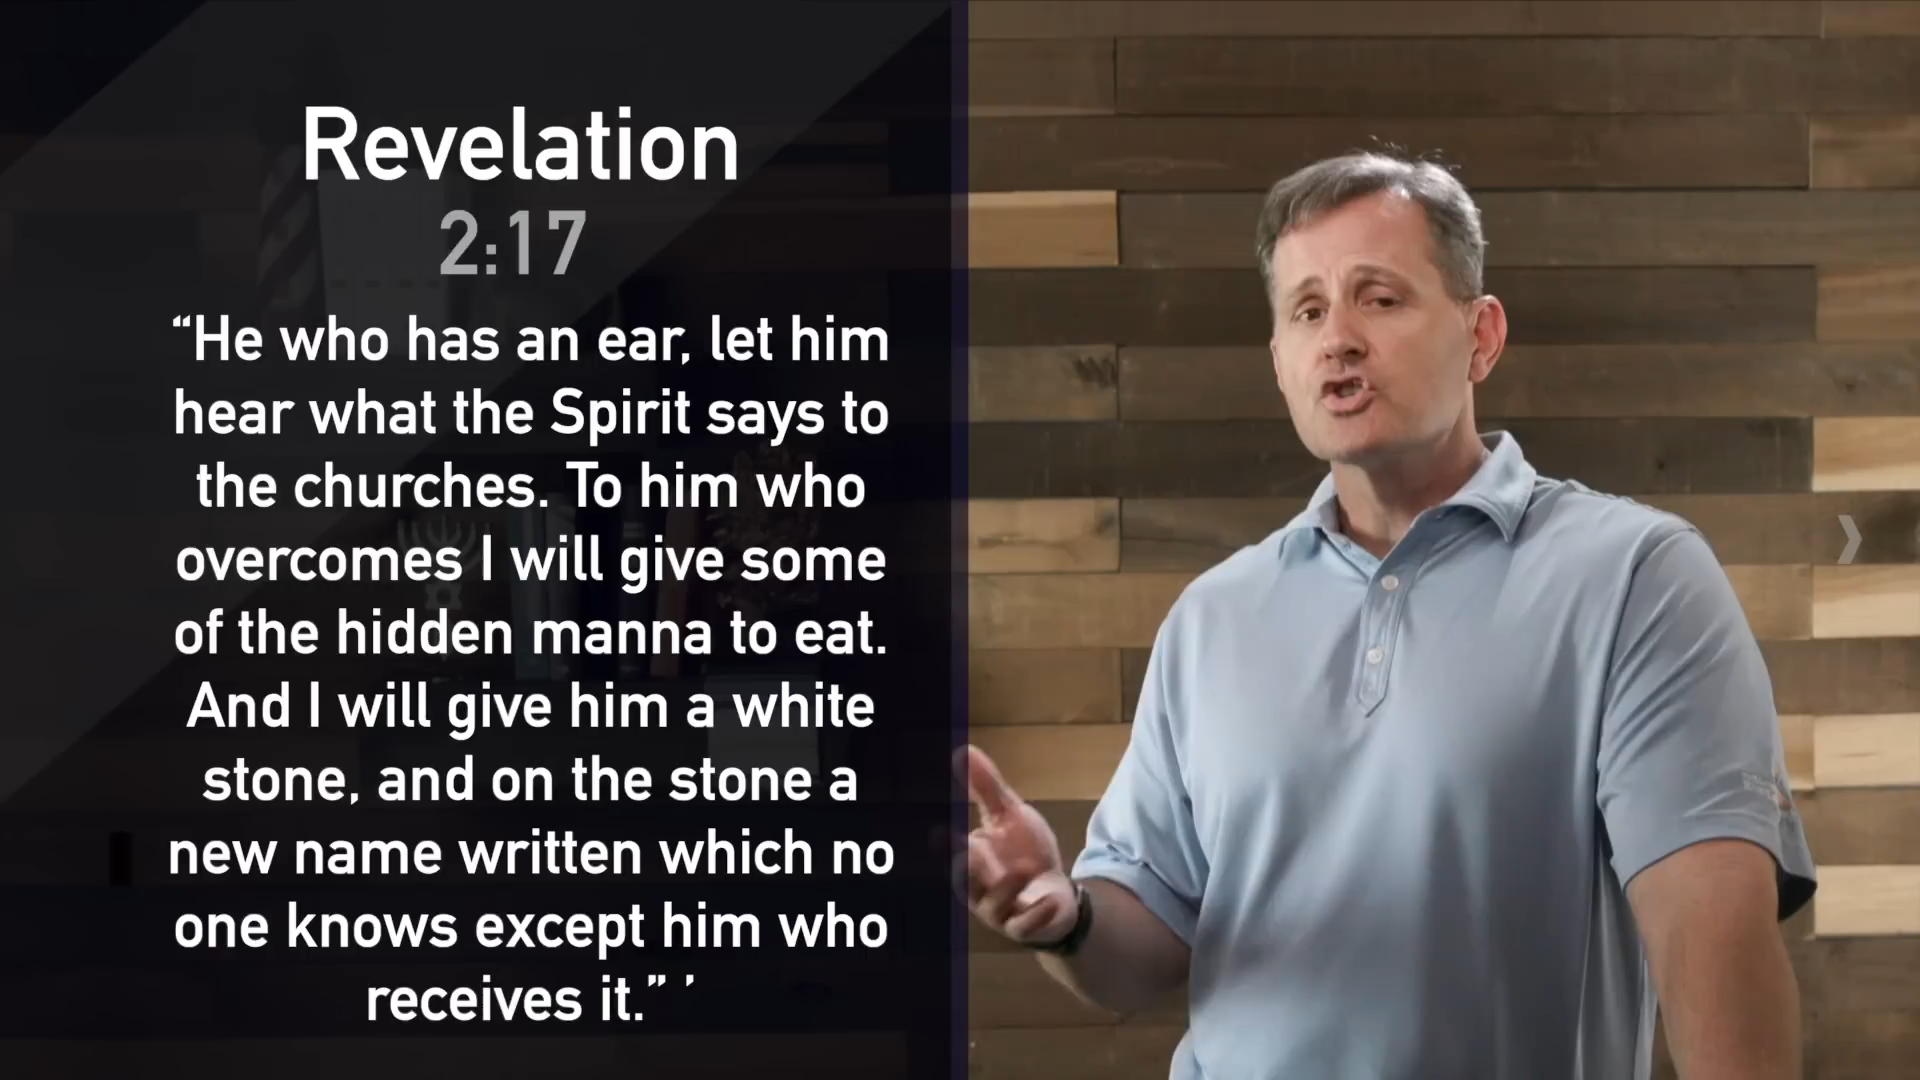 Revelation
2:17
“He who has an ear, let him
hear what the Spirit says to
the churches. To him who
overcomes I will give some
of the hidden manna to eat.
And I will give him a white
stone, and on the stone a
new name written which no
one knows except him who
receives it.” ’